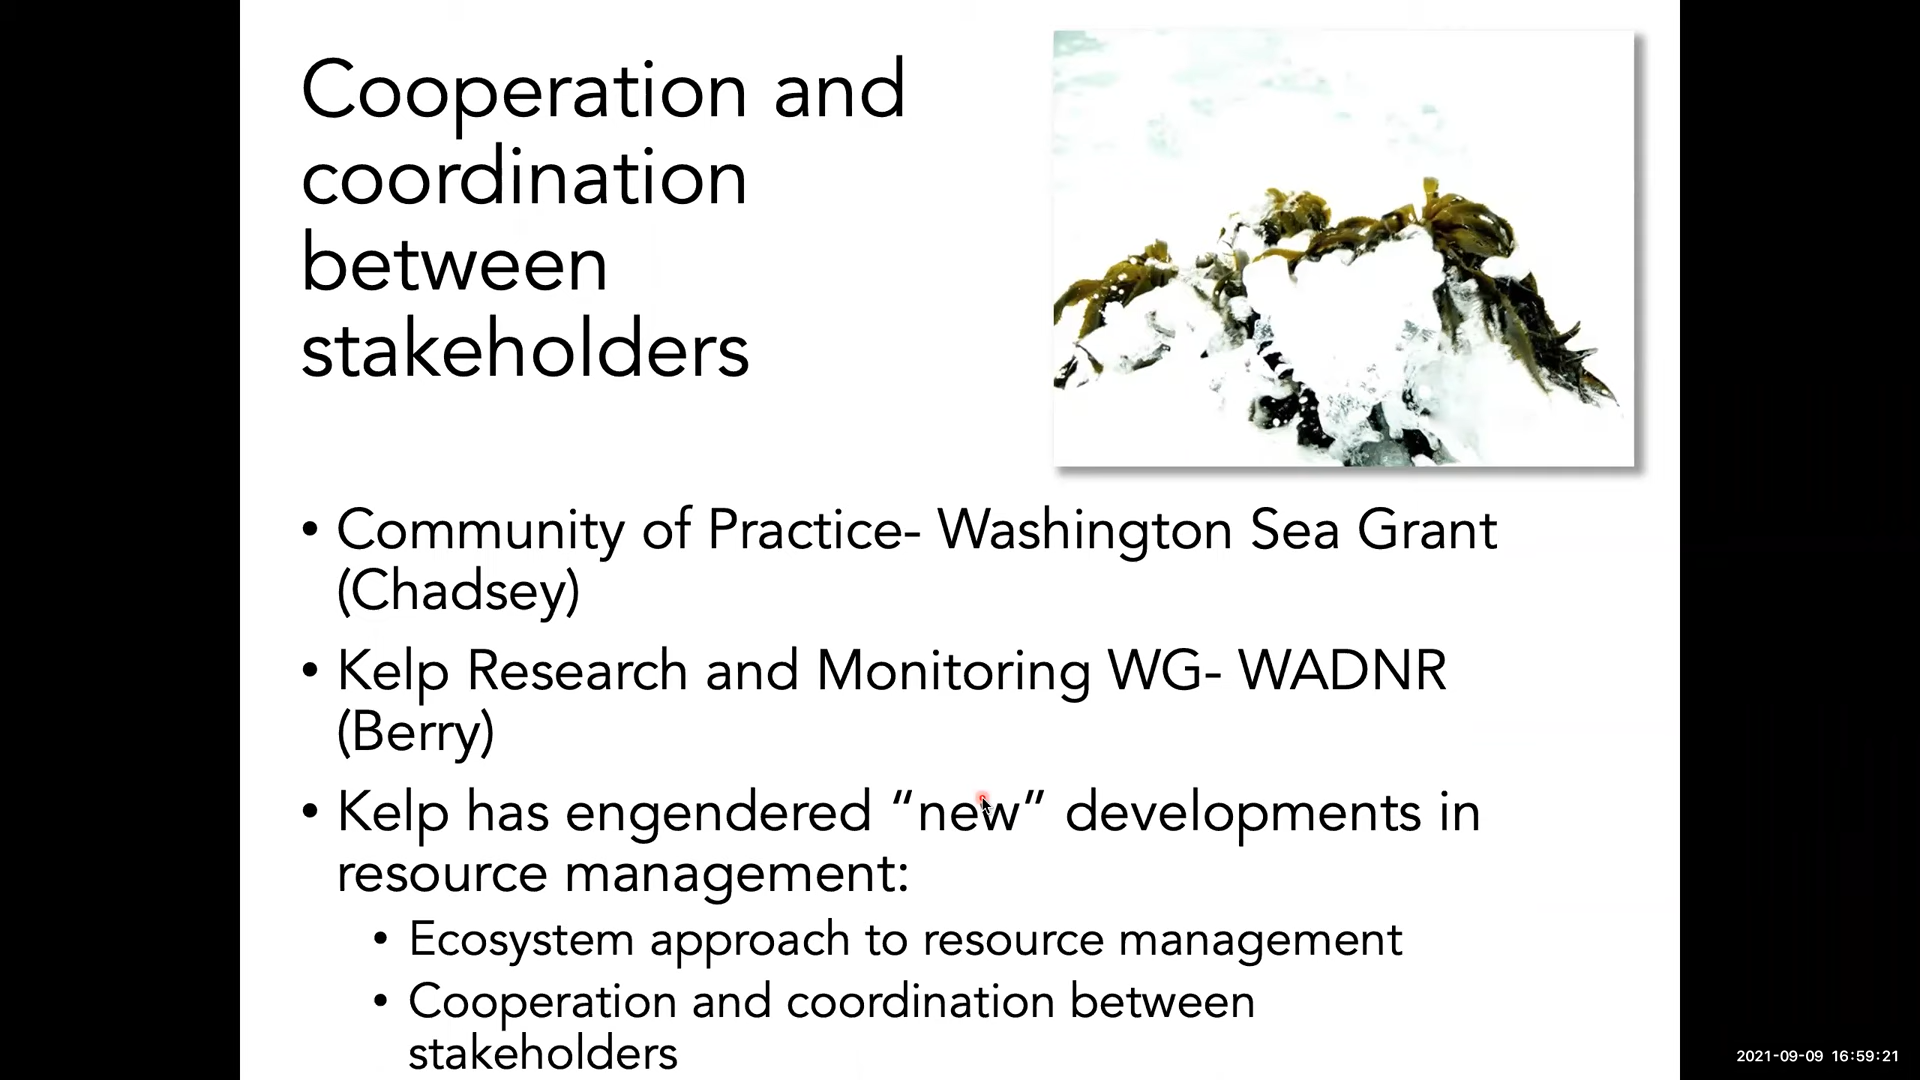 Cooperation and
coordination
between
stakeholders
• Community of Practice- Washington Sea Grant
(Chadsey)
• Kelp Research and Monitoring WG- WADNR
(Berry)
• Kelp has engendered “new” developments in
resource management:
• Ecosystem approach to resource management
• Cooperation and coordination between
stakeholders
2021-09-09 16:59:21